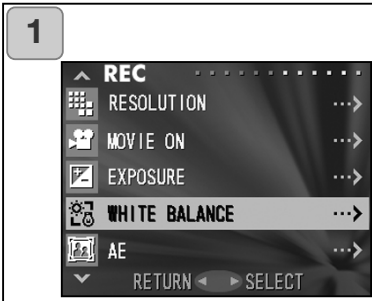 1
REC
RESOLUTION
MOVIE ON
EXPOSURE
WHITE BALANCE
AE
RETURN SELECT